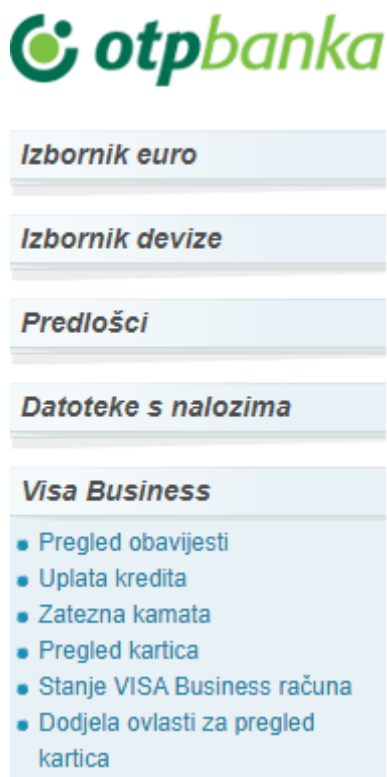 otpbanka
Izbornik euro
Izbornik devize
Predlošci
Datoteke s nalozima
Visa Business
Pregled obavijesti
Uplata kredita
Zatezna kamata
Pregled kartica
Stanje VISA Business računa
Dodjela ovlasti za pregled
kartica